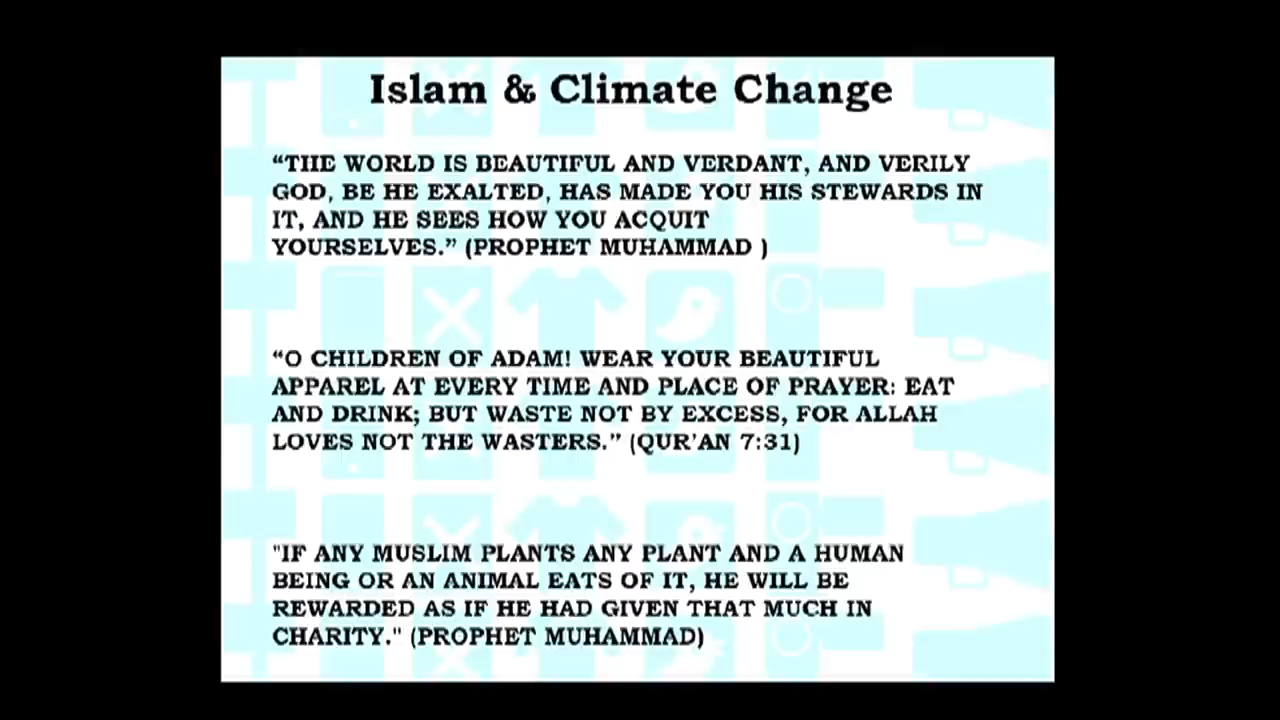 Islam & Climate Change
“THE WORLD IS BEAUTIFUL AND VERDANT, AND VERILY
GOD, BE HE EXALTED, HAS MADE YOU HIS STEWARDS IN
IT, AND HE SEES HOW YOU ACQUIT
YOURSELVES.” (PROPHET MUHAMMAD )
“O CHILDREN OF ADAM! WEAR YOUR BEAUTIFUL
APPAREL AT EVERY TIME AND PLACE OF PRAYER: EAT
AND DRINK; BUT WASTE NOT BY EXCESS, FOR ALLAH
LOVES NOT THE WASTERS.” (QUR’AN 7:31)
"IF ANY MUSLIM PLANTS ANY PLANT AND A HUMAN
BEING OR AN ANIMAL EATS OF IT, HE WILL BE
REWARDED AS IF HE HAD GIVEN THAT MUCH IN
CHARITY." (PROPHET MUHAMMAD)